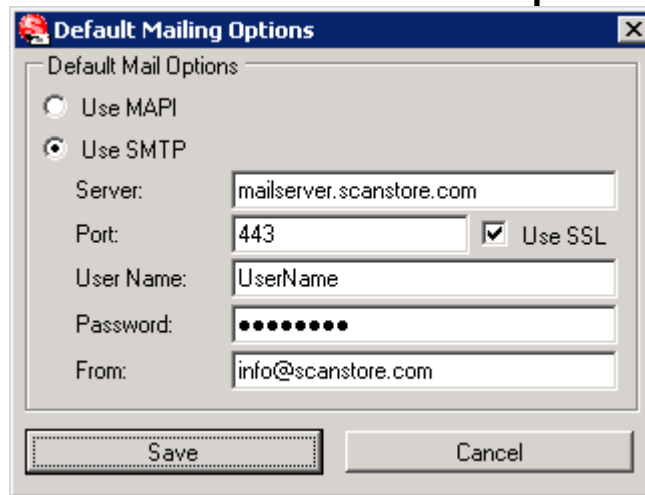 Default Mailing Options
Default Mail Options
Use MAPI
Use SMTP
Server: mailserver.scanstore.com
Port: 443 Use SSL
User Name: UserName
Password: ●●●●●●●●
From: info@scanstore.com
Save Cancel